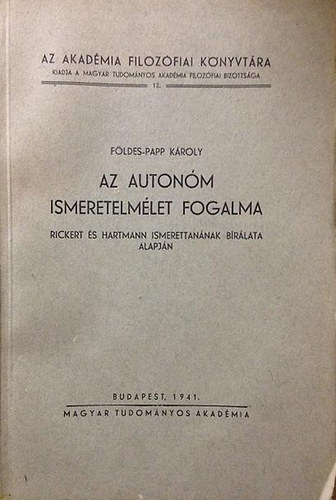 AZ AKADÉMIA FILOZÓFIAI KÖNYVTÁRA
KIADJA A MAGYAR TUDOMÁNYOS AKADÉMIA FILOZÓFIAI BIZOTTSÁGA
13.
FÖLDES-PAPP KÁROLY
AZ AUTONÓM
ISMERETELMÉLET FOGALMA
RICKERT ÉS HARTMANN ISMERETTANÁNAK BÍRÁLATA
ALAPJÁN
BUDAPEST, 1941.
MAGYAR TUDOMÁNYOS AKADÉMIA